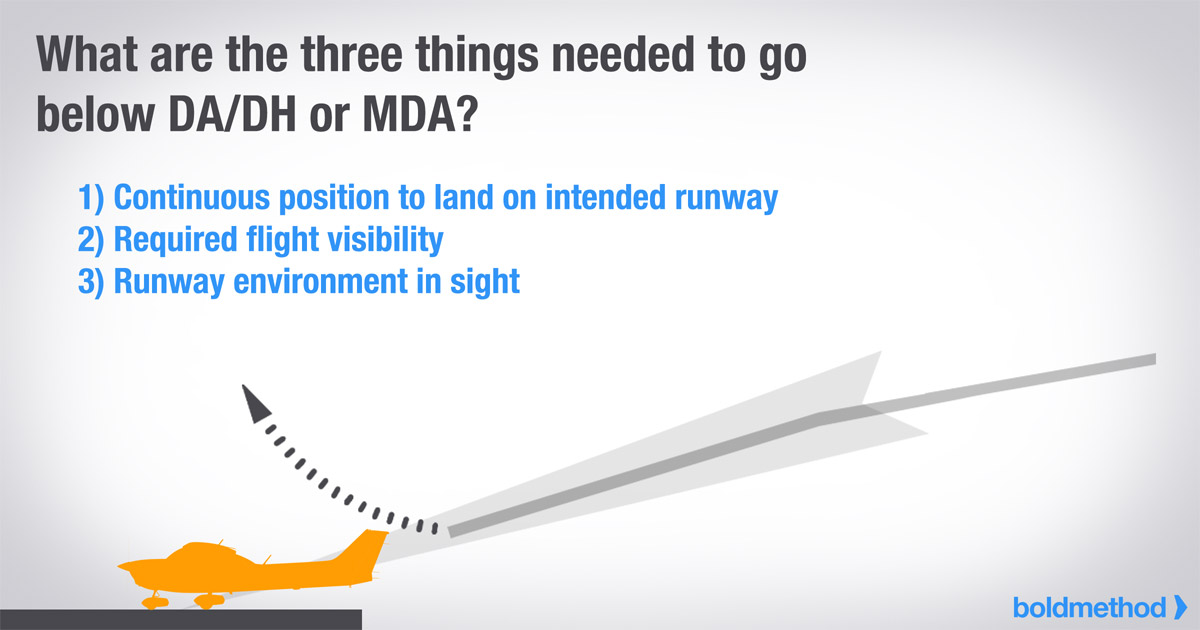 What are the three things needed to go
below DA/DH or MDA?
1) Continuous position to land on intended runway
2) Required flight visibility
3) Runway environment in sight
boldmethod